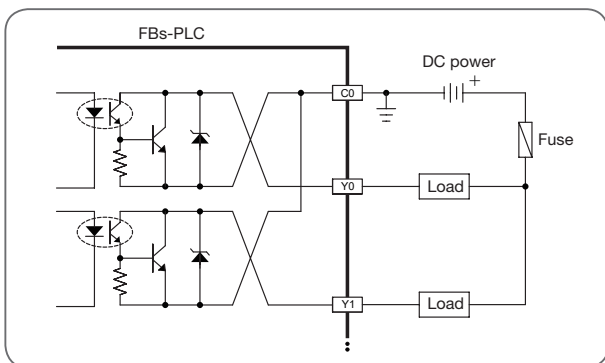 FBs-PLC
DC power
+
C0
Fuse
Y0
Load
Y1
Load